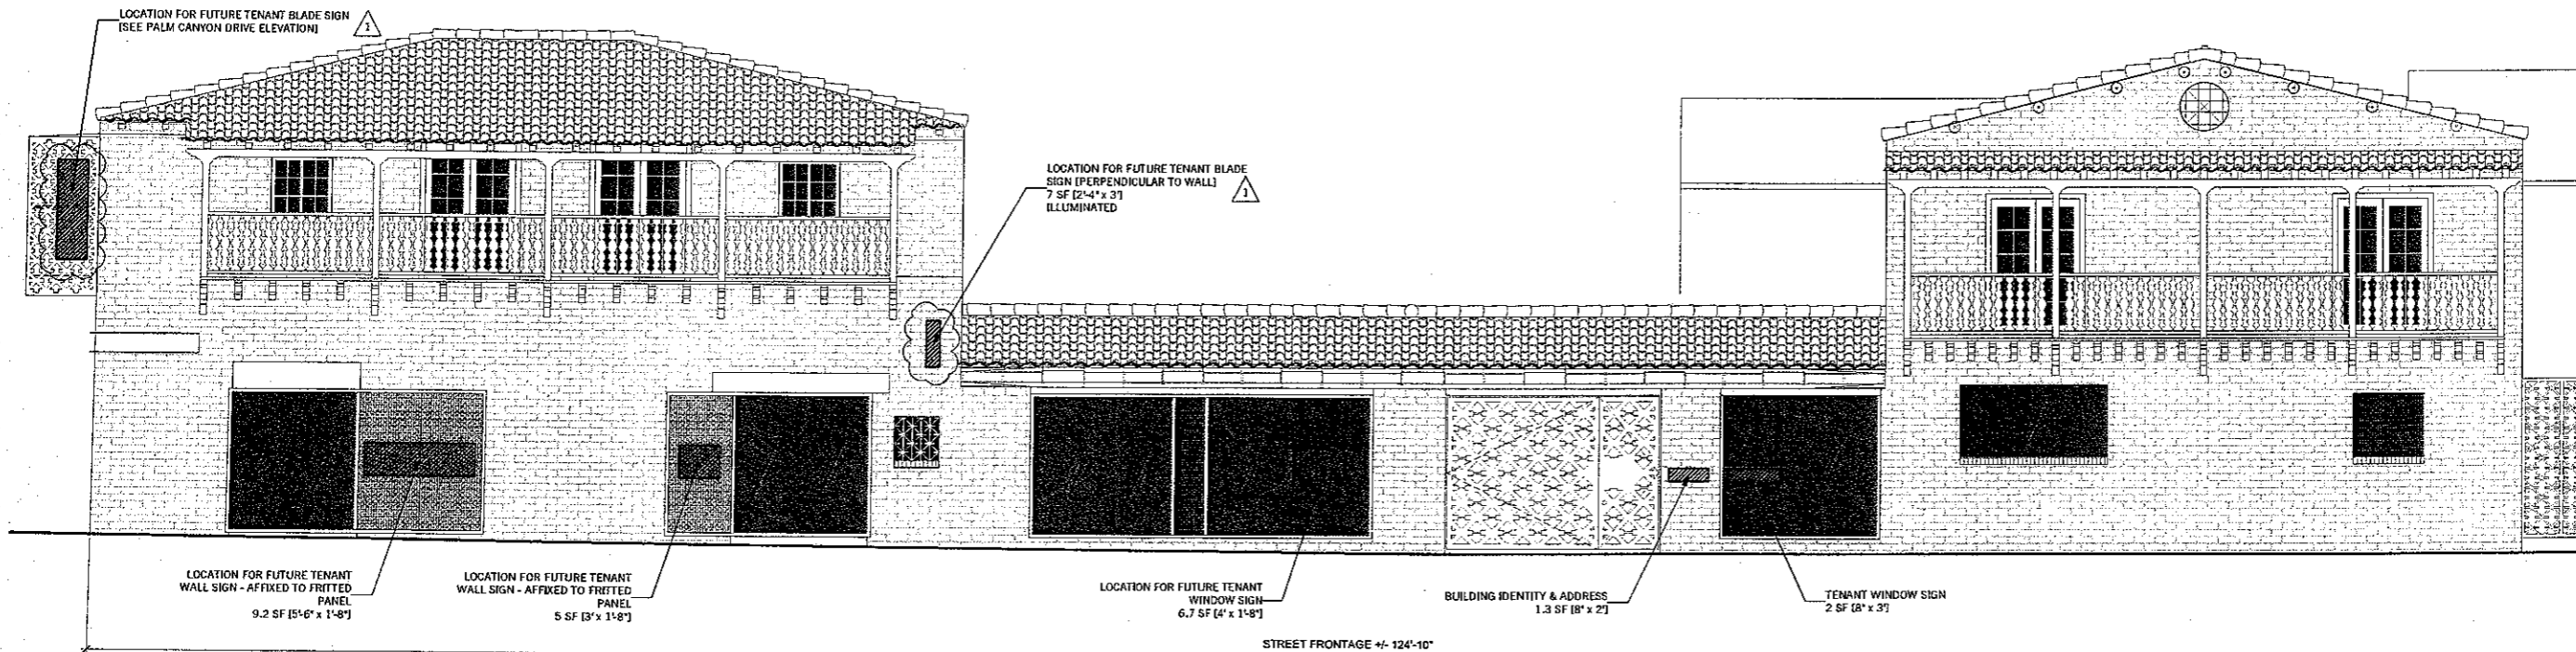 LOCATION FOR FUTURE TENANT BLADE SIGN
[SEE PALM CANYON DRIVE ELEVATION]
1
LOCATION FOR FUTURE TENANT BLADE
SIGN [PERPENDICULAR TO WALL]
7 SF [2'-4" x 3']
ILLUMINATED
1
LOCATION FOR FUTURE TENANT
WALL SIGN - AFFIXED TO FRITTED
PANEL
9.2 SF [5'-6" x 1'-8"]
LOCATION FOR FUTURE TENANT
WALL SIGN - AFFIXED TO FRITTED
PANEL
5 SF [3' x 1'-8"]
LOCATION FOR FUTURE TENANT
WINDOW SIGN
6.7 SF [4' x 1'-8"]
BUILDING IDENTITY & ADDRESS
1.3 SF [8" x 2']
TENANT WINDOW SIGN
2 SF [8" x 3']
STREET FRONTAGE +/- 124'-10"